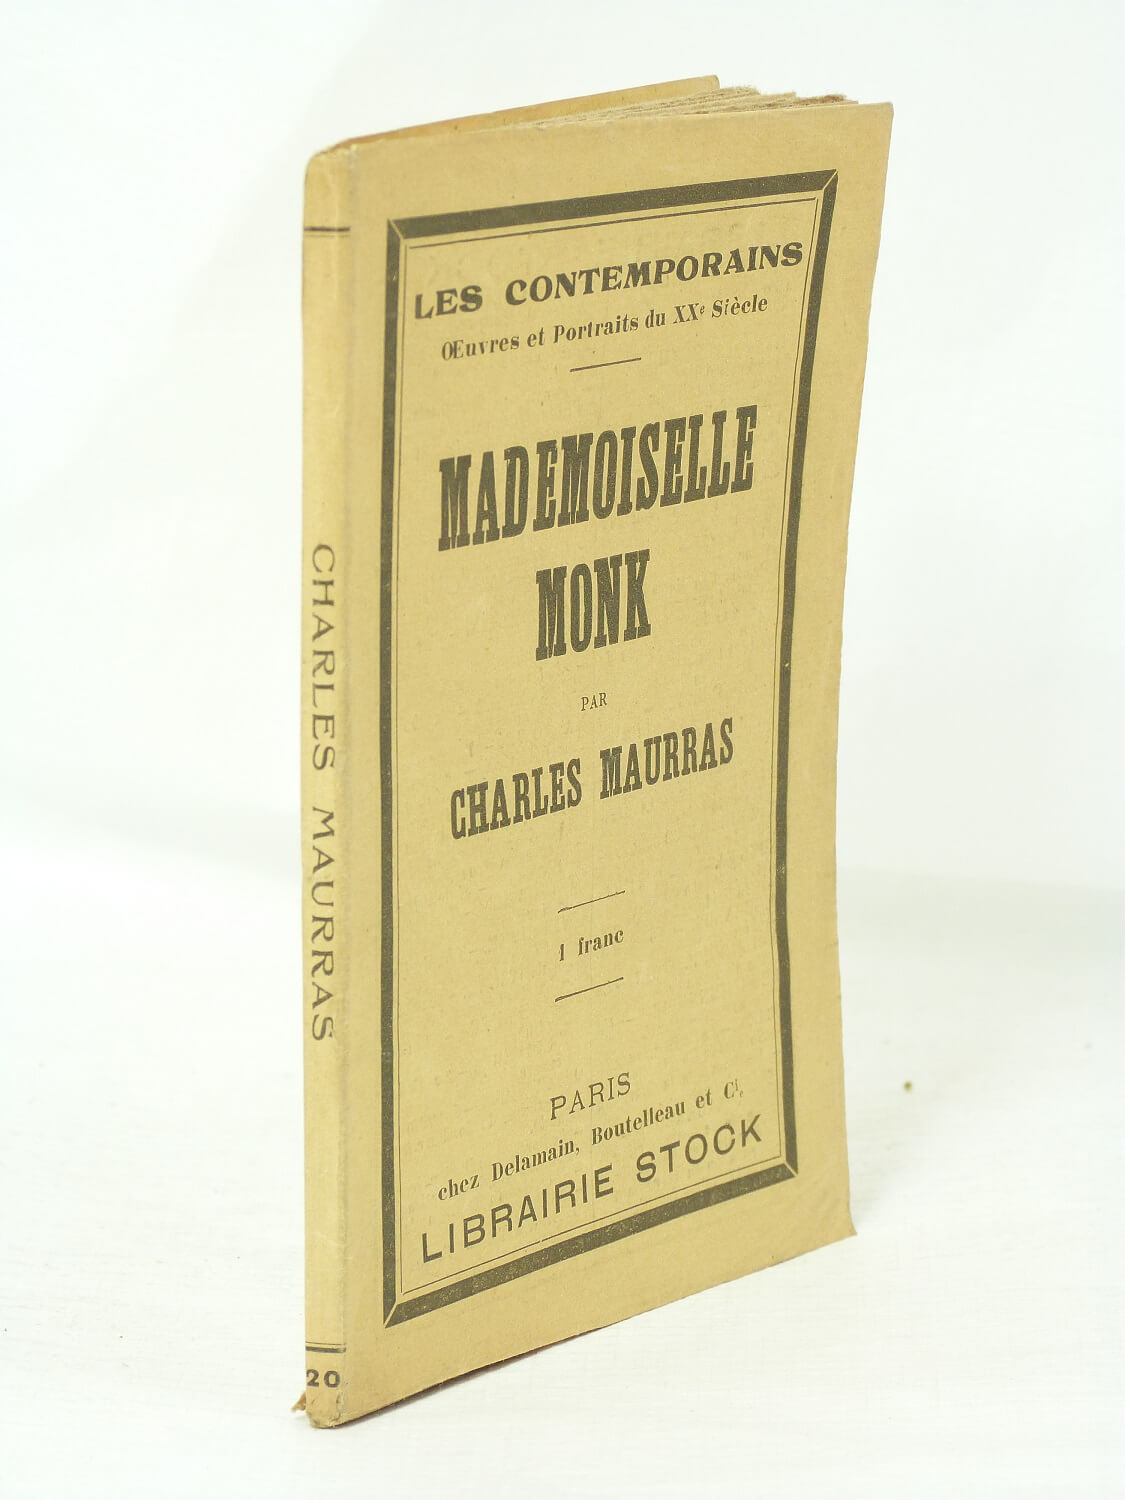 LES CONTEMPORAINS
Œuvres et Portraits du XXe Siècle
MADEMOISELLE
MONK
PAR
CHARLES MAURRAS
1 franc
PARIS
chez Delamain, Boutelleau et Cie
LIBRAIRIE STOCK
CHARLES MAURRAS
20